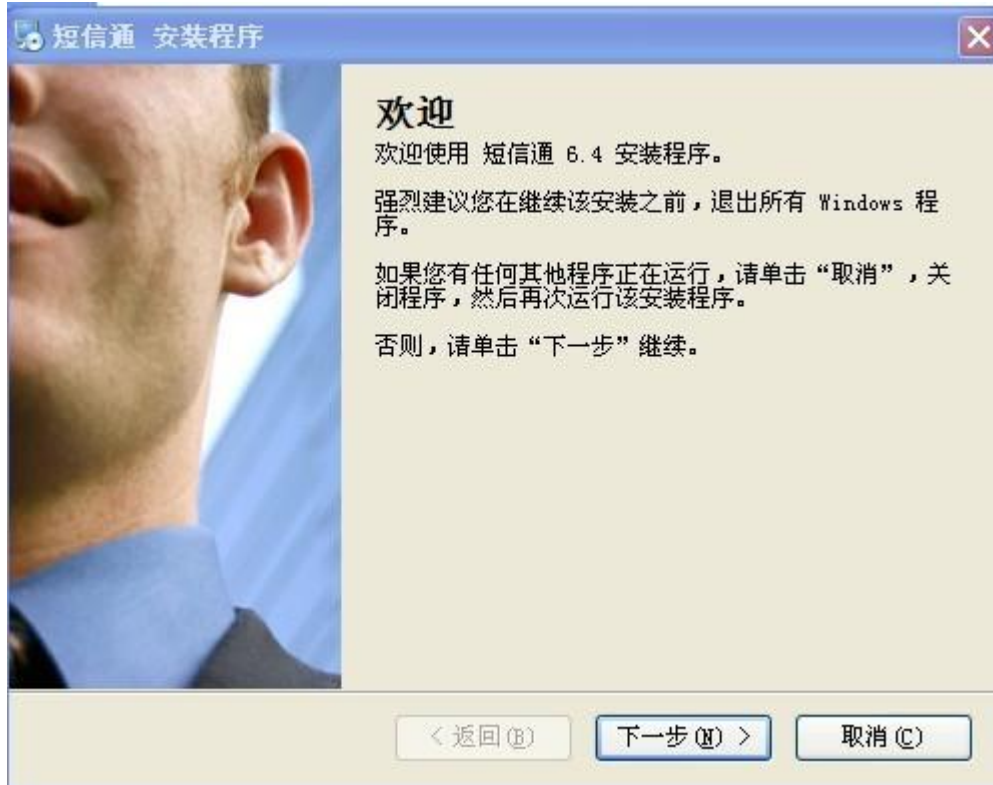 短信通 安装程序
欢迎
欢迎使用 短信通 6.4 安装程序。
强烈建议您在继续该安装之前，退出所有 Windows 程
序。
如果您有任何其他程序正在运行，请单击“取消”，关
闭程序，然后再次运行该安装程序。
否则，请单击“下一步”继续。
< 返回(B)
下一步(N) >
取消(C)